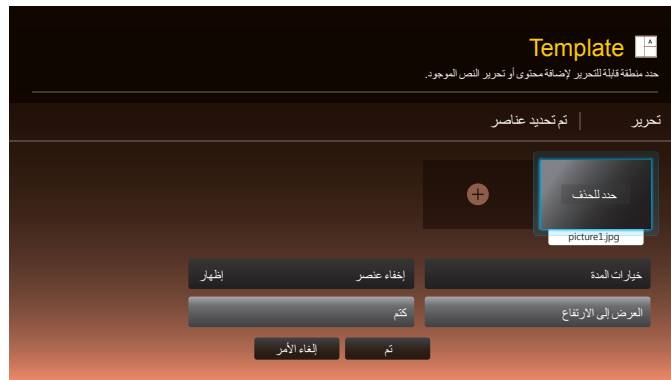 Template
حدد منطقة قابلة للتحرير لإضافة محتوى أو تحرير النص الموجود.
تحرير | تم تحديد عناصر
حدد للحذف
picture1.jpg
خيارات المدة إخفاء عنصر إظهار
العرض إلى الارتفاع كتم
تم إلغاء الأمر